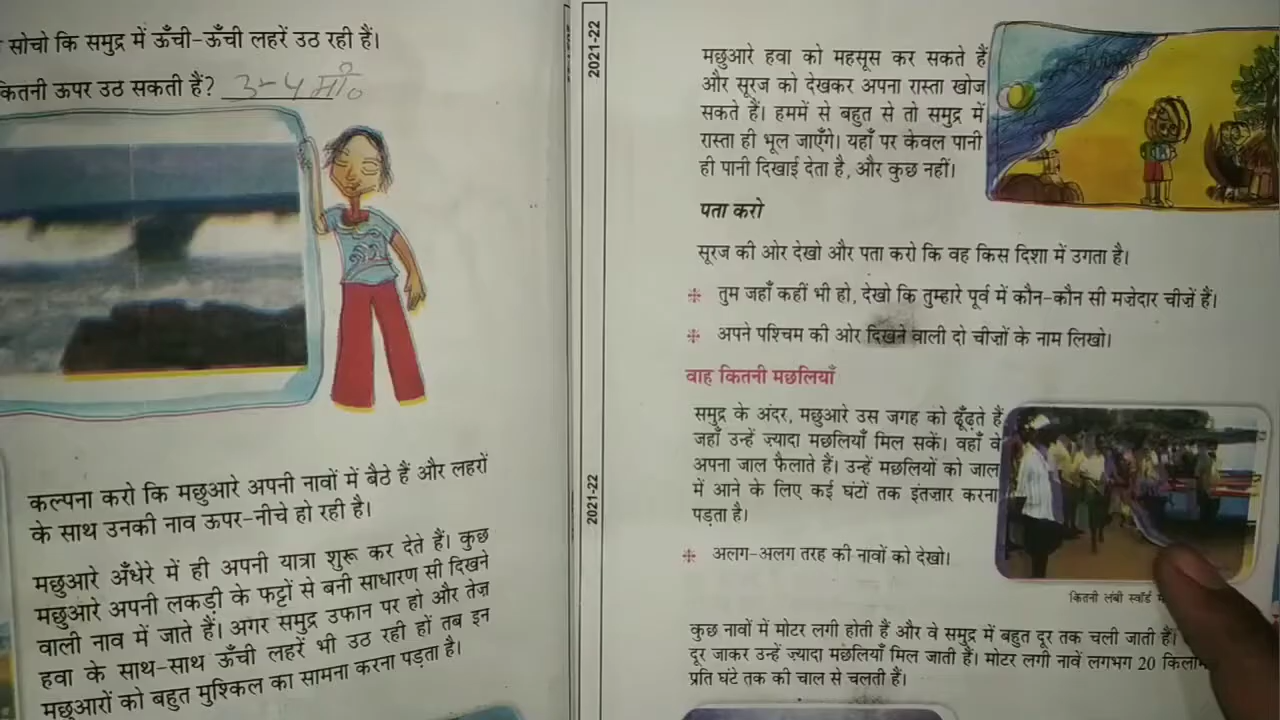 सोचो कि समुद्र में ऊँची-ऊँची लहरें उठ रही हैं।
कितनी ऊपर उठ सकती हैं? 3-4 मी०
कल्पना करो कि मछुआरे अपनी नावों में बैठे हैं और लहरों
के साथ उनकी नाव ऊपर-नीचे हो रही है।
मछुआरे अँधेरे में ही अपनी यात्रा शुरू कर देते हैं। कुछ
मछुआरे अपनी लकड़ी के फट्टों से बनी साधारण सी दिखने
वाली नाव में जाते हैं। अगर समुद्र उफान पर हो और तेज़
हवा के साथ-साथ ऊँची लहरें भी उठ रही हों तब इन
मछुआरों को बहुत मुश्किल का सामना करना पड़ता है।
2021-22
2021-22
मछुआरे हवा को महसूस कर सकते हैं
और सूरज को देखकर अपना रास्ता खोज
सकते हैं। हममें से बहुत से तो समुद्र में
रास्ता ही भूल जाएँगे। यहाँ पर केवल पानी
ही पानी दिखाई देता है, और कुछ नहीं।
पता करो
सूरज की ओर देखो और पता करो कि वह किस दिशा में उगता है।
तुम जहाँ कहीं भी हो, देखो कि तुम्हारे पूर्व में कौन-कौन सी मज़ेदार चीज़ें हैं।
अपने पश्चिम की ओर दिखने वाली दो चीज़ों के नाम लिखो।
वाह कितनी मछलियाँ
समुद्र के अंदर, मछुआरे उस जगह को ढूँढ़ते हैं
जहाँ उन्हें ज़्यादा मछलियाँ मिल सकें। वहाँ वे
अपना जाल फैलाते हैं। उन्हें मछलियों को जाल
में आने के लिए कई घंटों तक इंतज़ार करना
पड़ता है।
अलग-अलग तरह की नावों को देखो।
कितनी लंबी स्वॉर्ड
कुछ नावों में मोटर लगी होती हैं और वे समुद्र में बहुत दूर तक चली जाती हैं।
दूर जाकर उन्हें ज़्यादा मछलियाँ मिल जाती हैं। मोटर लगी नावें लगभग 20
प्रति घंटे तक की चाल से चलती हैं।